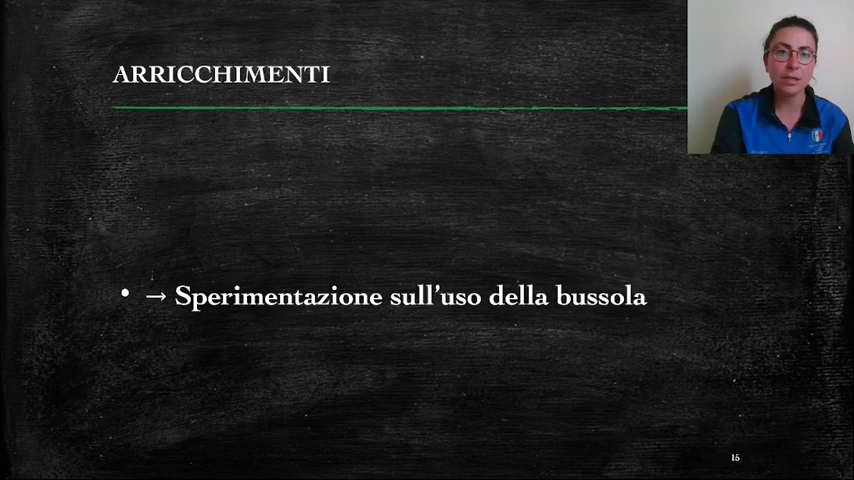 ARRICCHIMENTI
• → Sperimentazione sull’uso della bussola
15